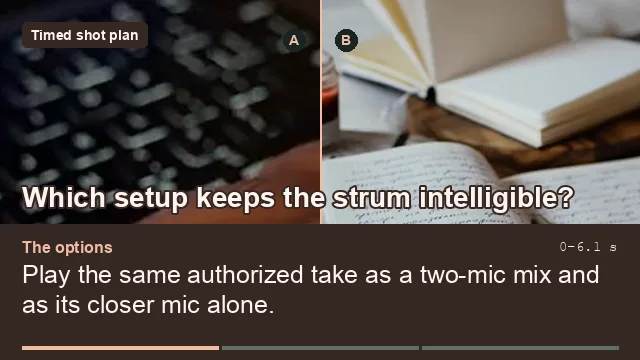 Timed shot plan
A
B
Which setup keeps the strum intelligible?
The options
0–6.1 s
Play the same authorized take as a two-mic mix and
as its closer mic alone.